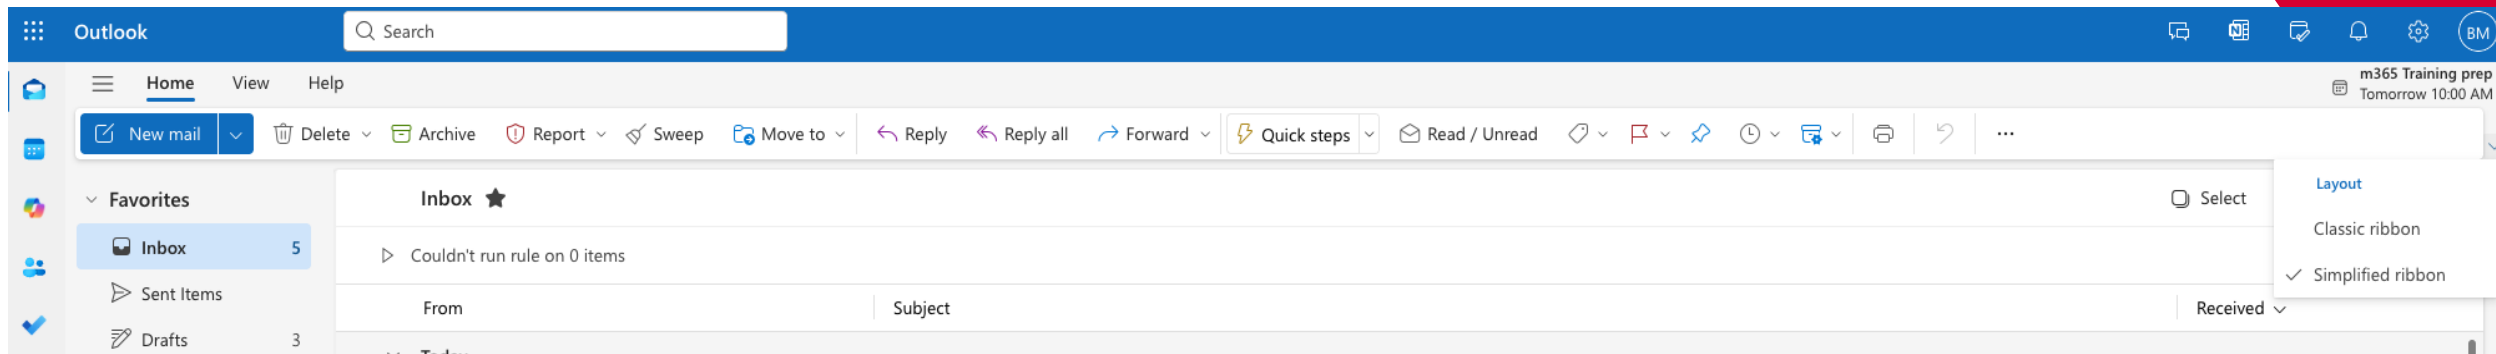 Outlook
Search
BM
Home View Help
m365 Training prep
Tomorrow 10:00 AM
New mail Delete Archive Report Sweep Move to Reply Reply all Forward Quick steps Read / Unread ...
Layout
Classic ribbon
Simplified ribbon
Favorites
Inbox 5
Sent Items
Drafts 3
Inbox
Select
Couldn't run rule on 0 items
From Subject Received